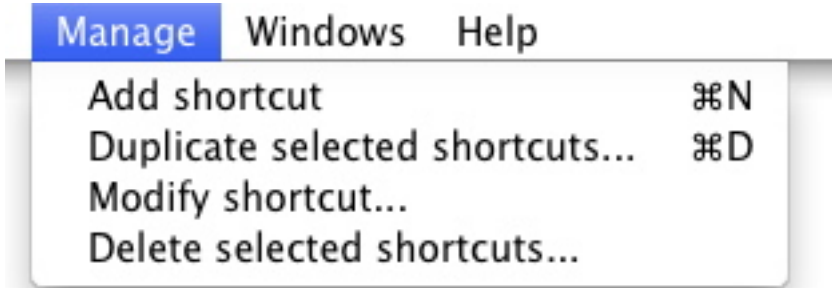 Manage Windows Help
Add shortcut ⌘N
Duplicate selected shortcuts... ⌘D
Modify shortcut...
Delete selected shortcuts...